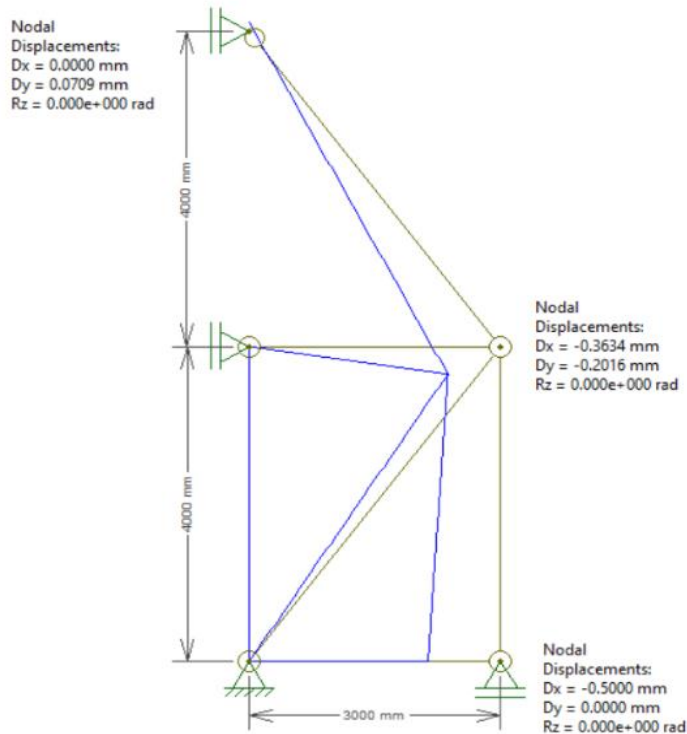 Nodal
Displacements:
Dx = 0.0000 mm
Dy = 0.0709 mm
Rz = 0.000e+000 rad
4000 mm
Nodal
Displacements:
Dx = -0.3634 mm
Dy = -0.2016 mm
Rz = 0.000e+000 rad
4000 mm
Nodal
Displacements:
Dx = -0.5000 mm
Dy = 0.0000 mm
Rz = 0.000e+000 rad
3000 mm